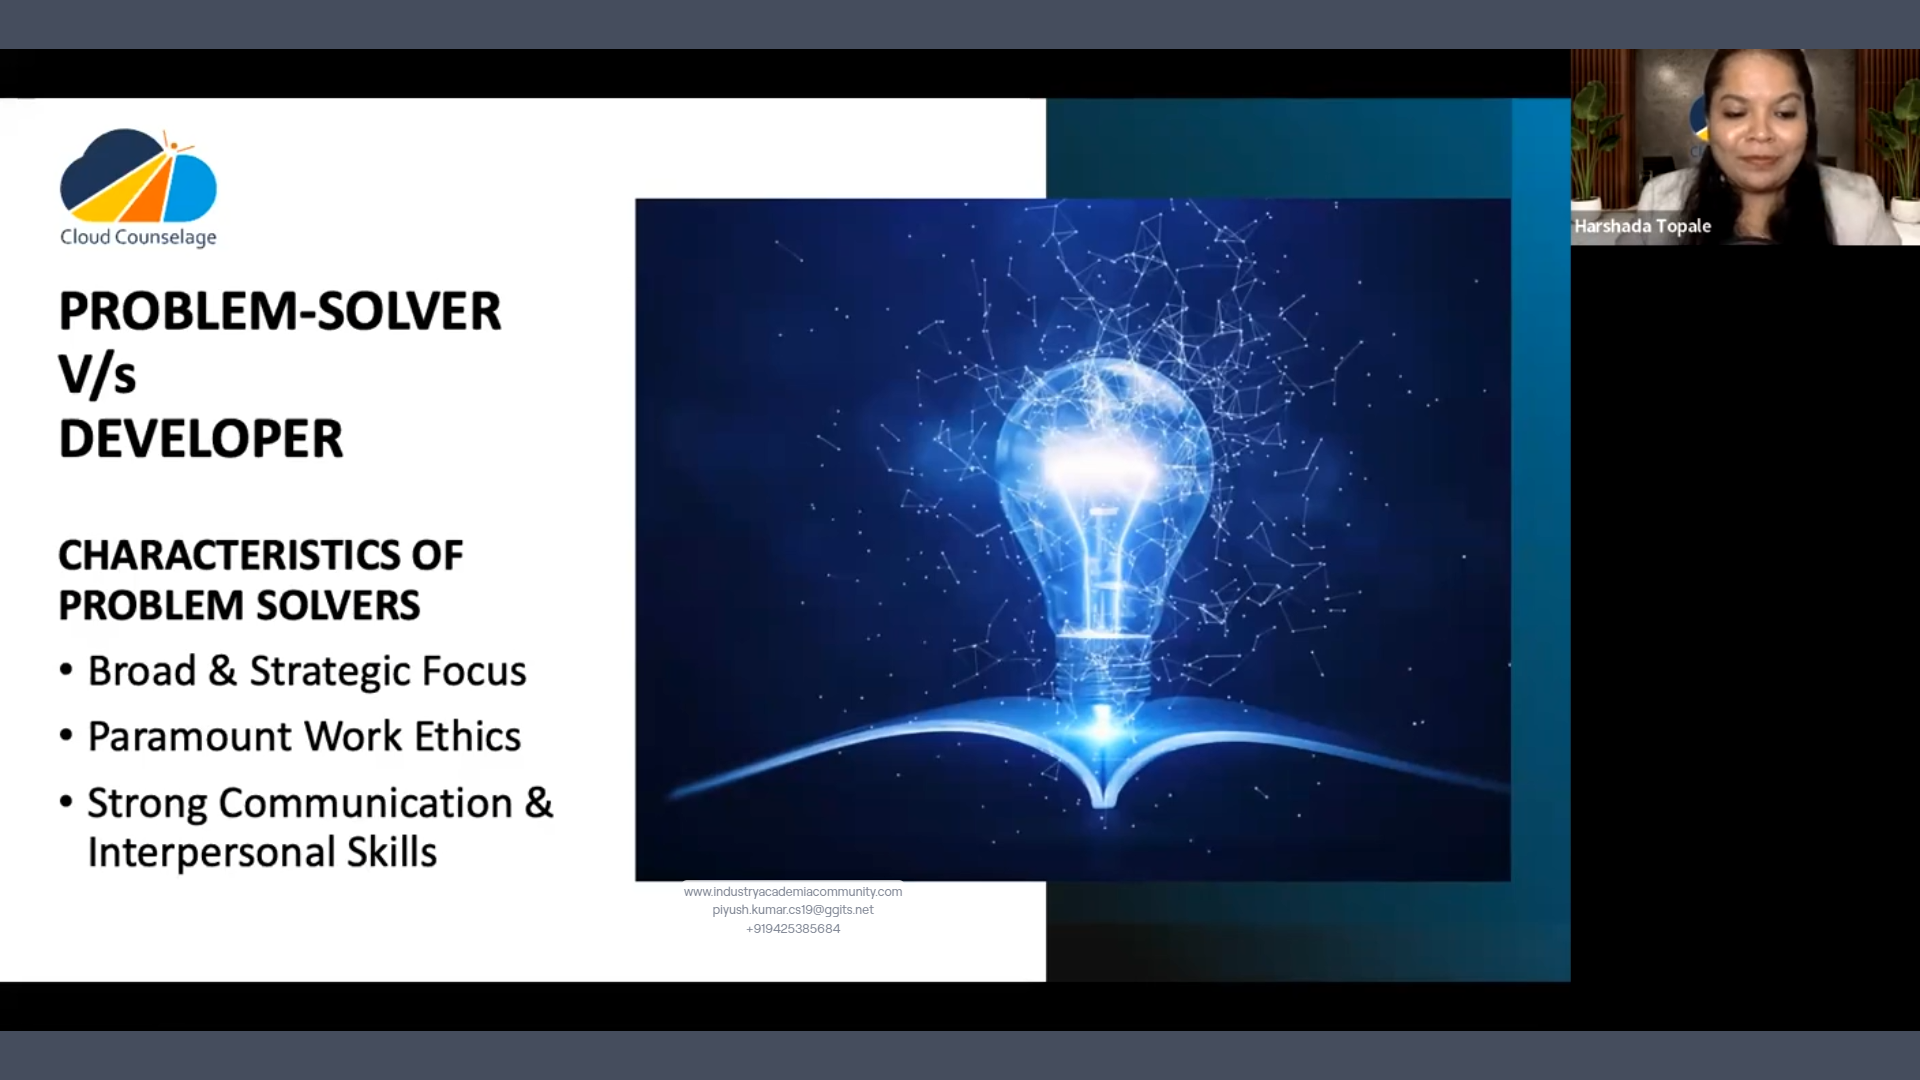 Cloud Counselage
PROBLEM-SOLVER
V/s
DEVELOPER
CHARACTERISTICS OF
PROBLEM SOLVERS
• Broad & Strategic Focus
• Paramount Work Ethics
• Strong Communication &
Interpersonal Skills
www.industryacademiacommunity.com
piyush.kumar.cs19@ggits.net
+919425385684
Harshada Topale